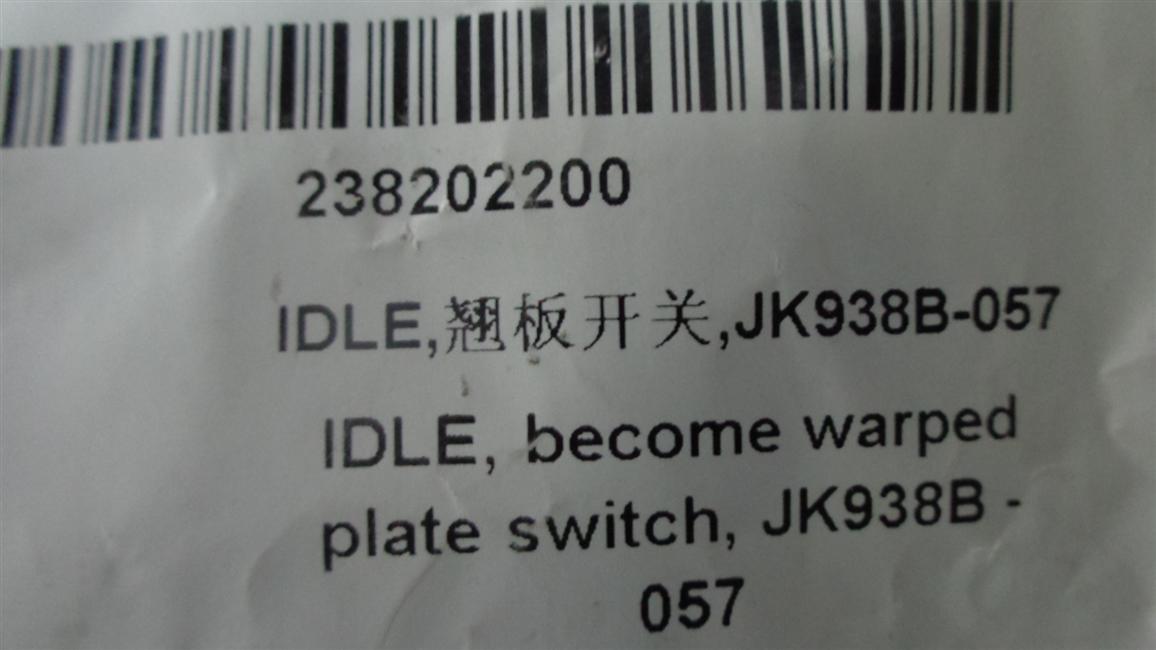 238202200
IDLE,翘板开关,JK938B-057
IDLE, become warped
plate switch, JK938B -
057